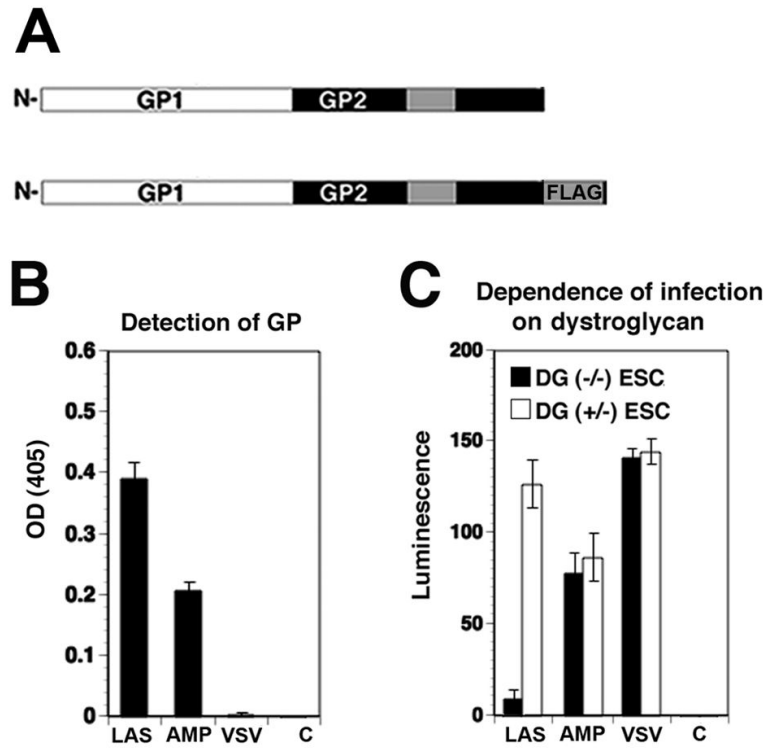 A
N- GP1 GP2
N- GP1 GP2 FLAG
B
Detection of GP
0.6
0.5
0.4
0.3
0.2
0.1
0
OD (405)
LAS AMP VSV C
C
Dependence of infection
on dystroglycan
200
150
100
50
0
Luminescence
DG (-/-) ESC
DG (+/-) ESC
LAS AMP VSV C